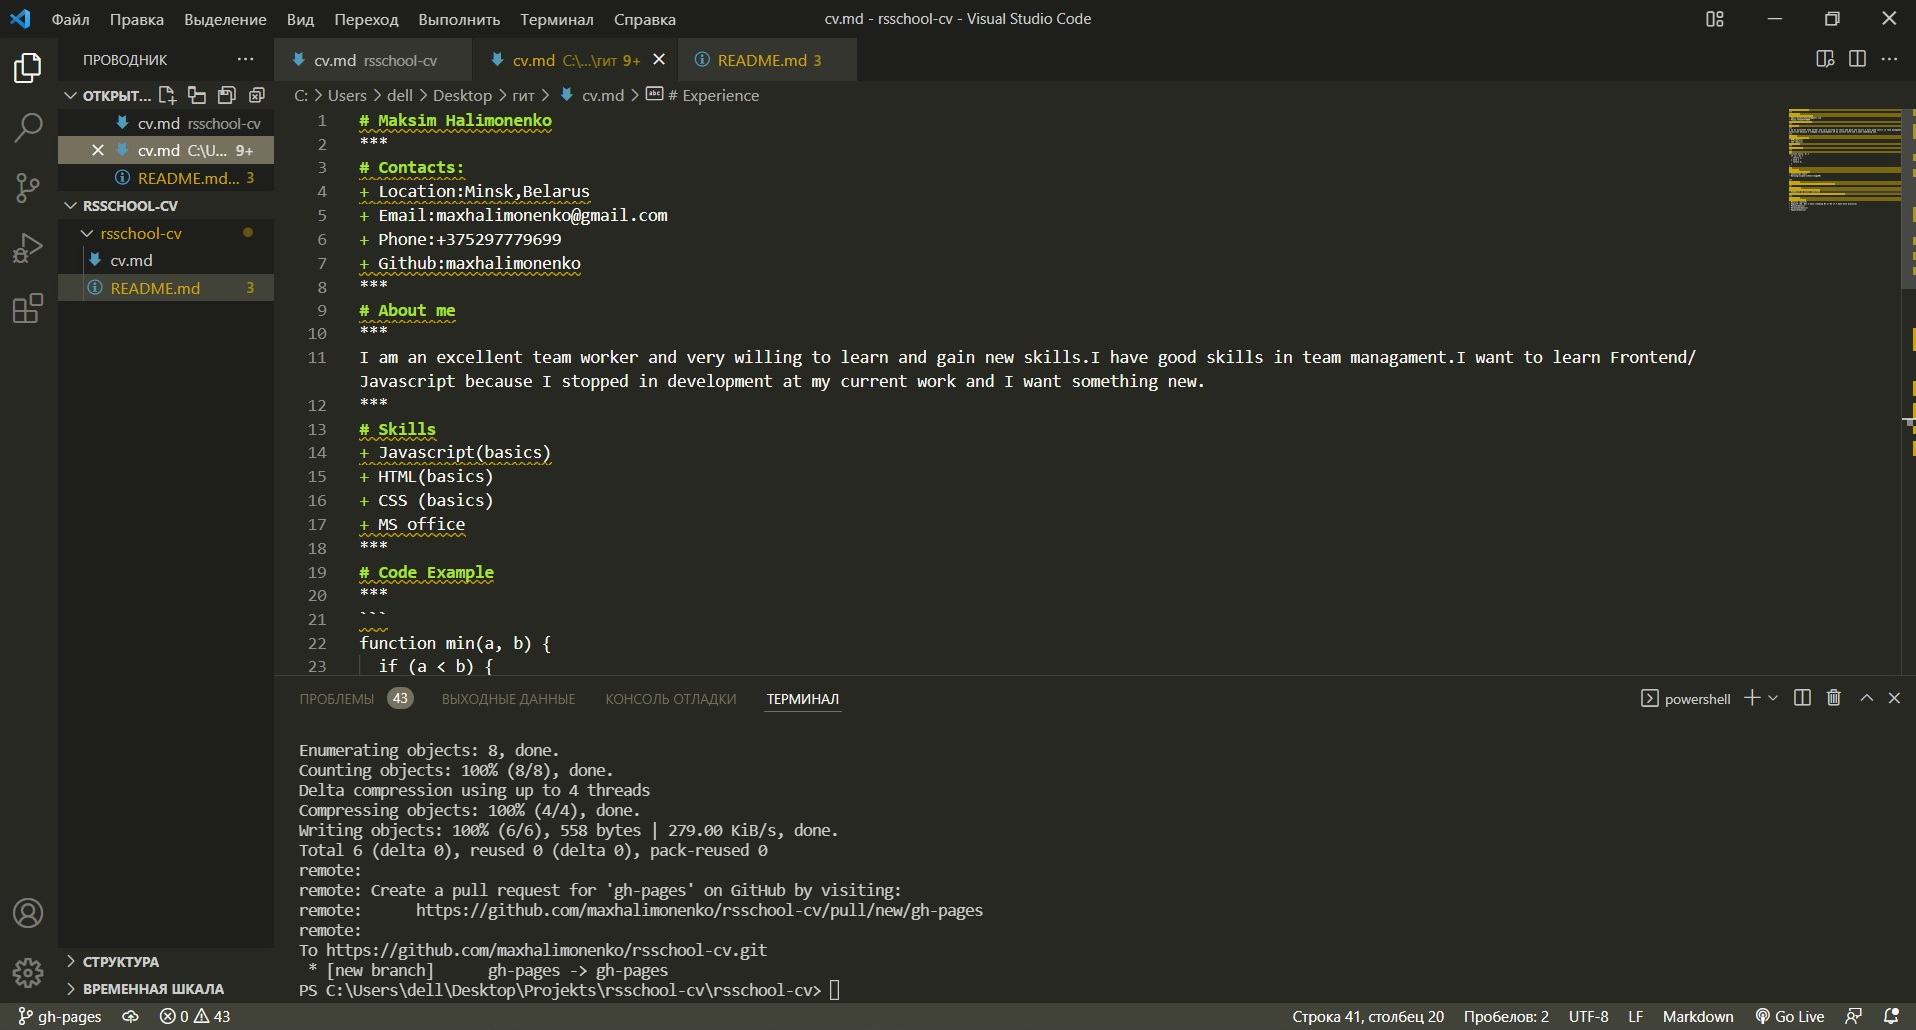 Файл Правка Выделение Вид Переход Выполнить Терминал Справка
cv.md - rsschool-cv - Visual Studio Code
ПРОВОДНИК ···
cv.md rsschool-cv
cv.md C:\...\гит 9+
README.md 3
ОТКРЫТ...
cv.md rsschool-cv
cv.md C:\U... 9+
README.md... 3
RSSCHOOL-CV
rsschool-cv
cv.md
README.md 3
СТРУКТУРА
ВРЕМЕННАЯ ШКАЛА
C: > Users > dell > Desktop > гит > cv.md > # Experience
1 # Maksim Halimonenko
2 ***
3 # Contacts:
4 + Location:Minsk,Belarus
5 + Email:maxhalimonenko@gmail.com
6 + Phone:+375297779699
7 + Github:maxhalimonenko
8 ***
9 # About me
10 ***
11 I am an excellent team worker and very willing to learn and gain new skills.I have good skills in team managament.I want to learn Frontend/
Javascript because I stopped in development at my current work and I want something new.
12 ***
13 # Skills
14 + Javascript(basics)
15 + HTML(basics)
16 + CSS (basics)
17 + MS office
18 ***
19 # Code Example
20 ***
21 ```
22 function min(a, b) {
23 if (a < b) {
ПРОБЛЕМЫ 43 ВЫХОДНЫЕ ДАННЫЕ КОНСОЛЬ ОТЛАДКИ ТЕРМИНАЛ
powershell
Enumerating objects: 8, done.
Counting objects: 100% (8/8), done.
Delta compression using up to 4 threads
Compressing objects: 100% (4/4), done.
Writing objects: 100% (6/6), 558 bytes | 279.00 KiB/s, done.
Total 6 (delta 0), reused 0 (delta 0), pack-reused 0
remote:
remote: Create a pull request for 'gh-pages' on GitHub by visiting:
remote:      https://github.com/maxhalimonenko/rsschool-cv/pull/new/gh-pages
remote:
To https://github.com/maxhalimonenko/rsschool-cv.git
 * [new branch]      gh-pages -> gh-pages
PS C:\Users\dell\Desktop\Projekts\rsschool-cv\rsschool-cv>
gh-pages 0 43
Строка 41, столбец 20 Пробелов: 2 UTF-8 LF Markdown Go Live